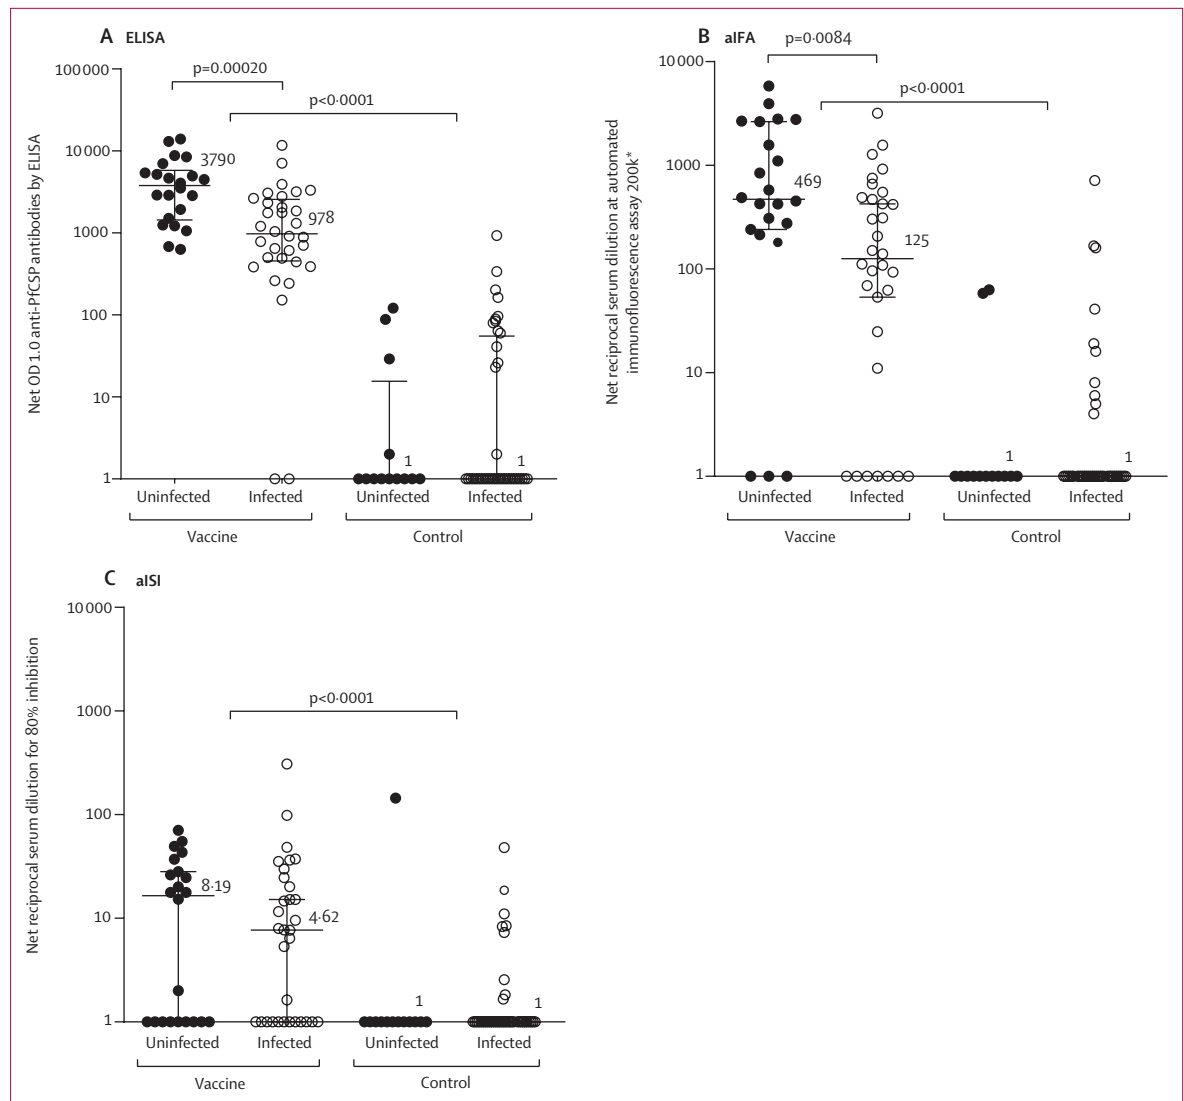 A ELISA
Net OD 1.0 anti-PfCSP antibodies by ELISA
100 000
10 000
1000
100
10
1
p=0.00020
p<0·0001
3790
978
1
1
Uninfected
Infected
Uninfected
Infected
Vaccine
Control
B aIFA
Net reciprocal serum dilution at automated
immunofluorescence assay 200k*
10 000
1000
100
10
1
p=0·0084
p<0·0001
469
125
1
1
Uninfected
Infected
Uninfected
Infected
Vaccine
Control
C aISI
Net reciprocal serum dilution for 80% inhibition
10 000
1000
100
10
1
p<0·0001
8·19
4·62
1
1
Uninfected
Infected
Uninfected
Infected
Vaccine
Control